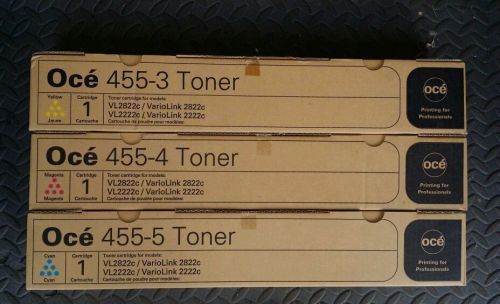 Océ 455-3 Toner
Yellow
Jaune
Cartridge
1
Cartouche
Toner cartridge for models:
VL2822c / VarioLink 2822c
VL2222c / VarioLink 2222c
Cartouche de poudre pour modèles:
océ
Printing for
Professionals
Océ 455-4 Toner
Magenta
Magenta
Cartridge
1
Cartouche
Toner cartridge for models:
VL2822c / VarioLink 2822c
VL2222c / VarioLink 2222c
Cartouche de poudre pour modèles:
océ
Printing for
Professionals
Océ 455-5 Toner
Cyan
Cyan
Cartridge
1
Cartouche
Toner cartridge for models:
VL2822c / VarioLink 2822c
VL2222c / VarioLink 2222c
Cartouche de poudre pour modèles:
océ
Printing for
Professionals